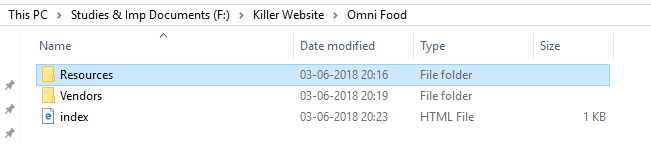 This PC > Studies & Imp Documents (F:) > Killer Website > Omni Food
Name Date modified Type Size
Resources 03-06-2018 20:16 File folder
Vendors 03-06-2018 20:19 File folder
index 03-06-2018 20:23 HTML File 1 KB